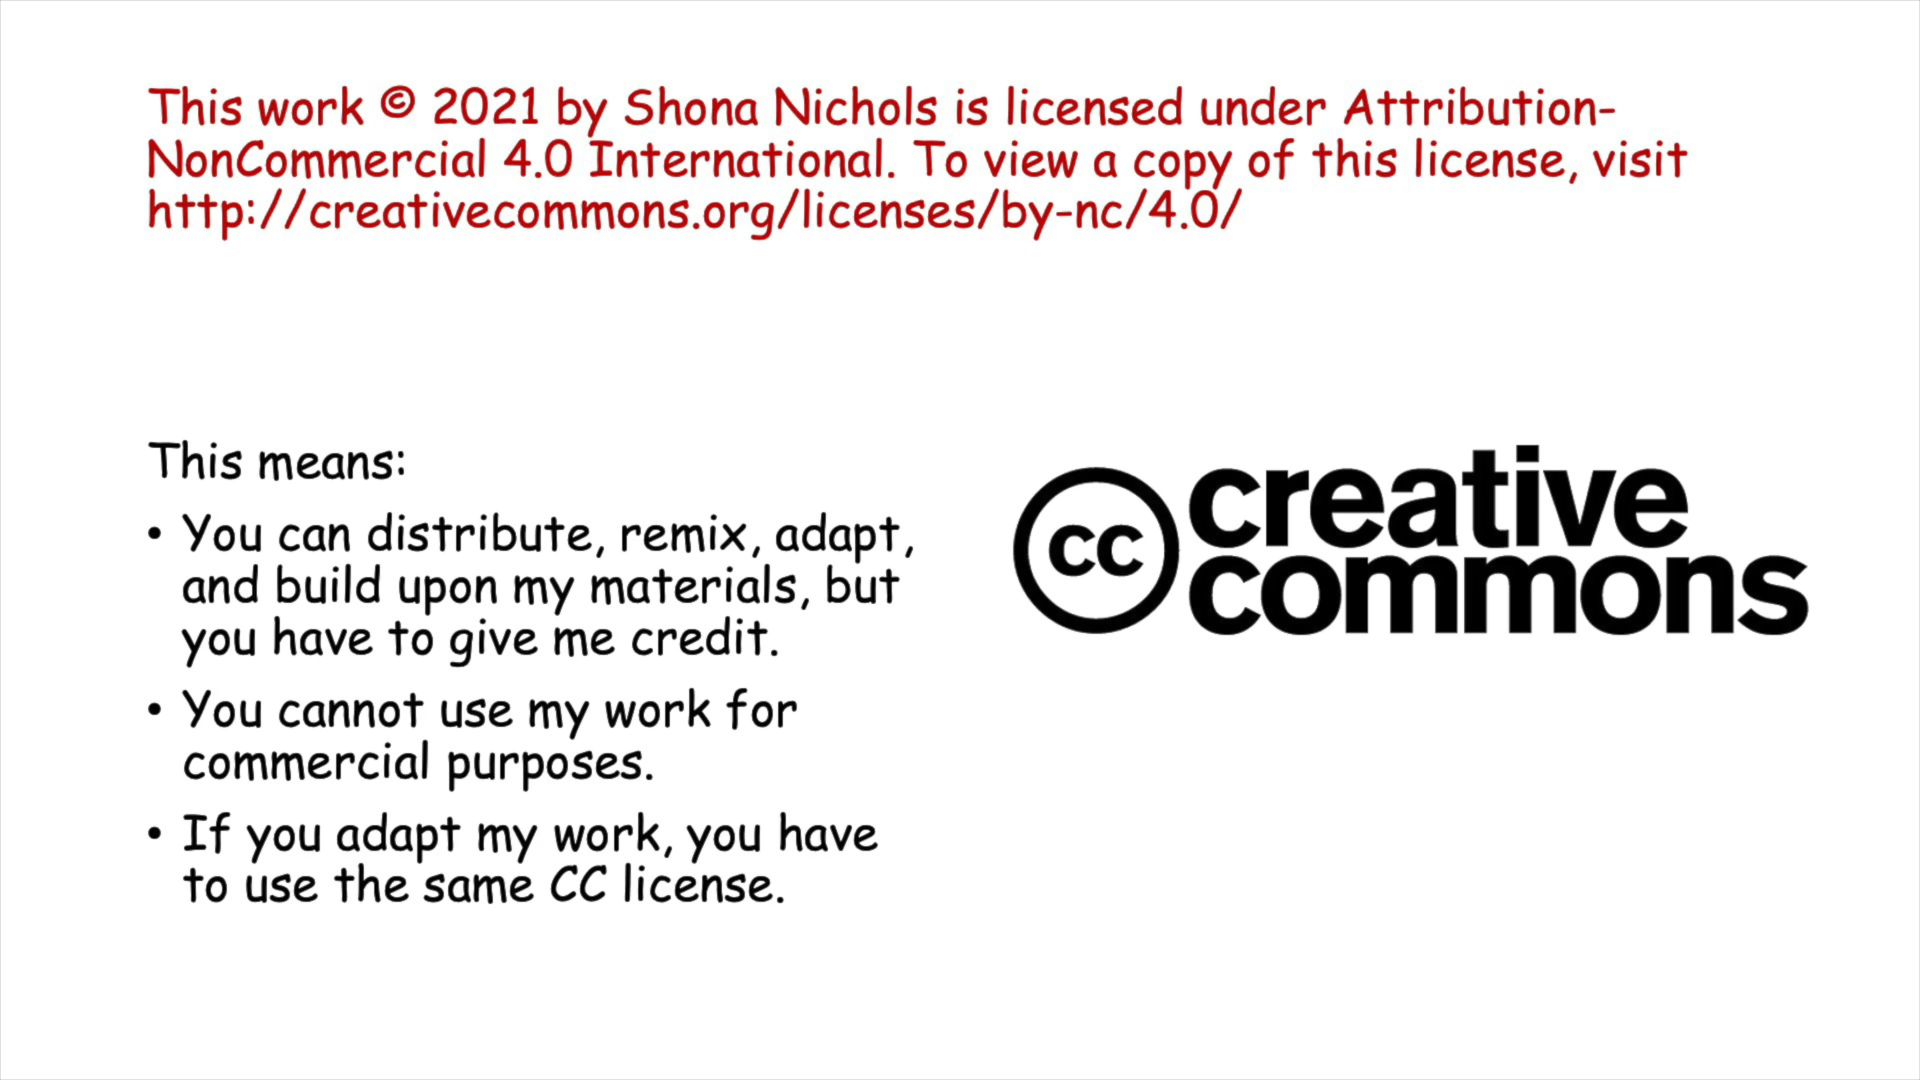 This work © 2021 by Shona Nichols is licensed under Attribution-
NonCommercial 4.0 International. To view a copy of this license, visit
http://creativecommons.org/licenses/by-nc/4.0/
This means:
• You can distribute, remix, adapt,
and build upon my materials, but
you have to give me credit.
• You cannot use my work for
commercial purposes.
• If you adapt my work, you have
to use the same CC license.
cc creative
commons